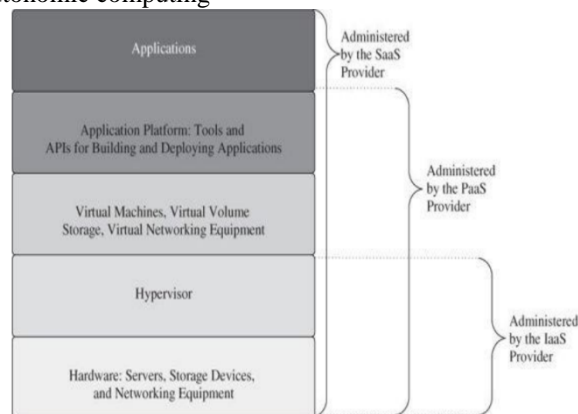 Applications
Administered
by the SaaS
Provider
Application Platform: Tools and
APIs for Building and Deploying Applications
Administered
by the PaaS
Provider
Virtual Machines, Virtual Volume
Storage, Virtual Networking Equipment
Hypervisor
Administered
by the IaaS
Provider
Hardware: Servers, Storage Devices,
and Networking Equipment